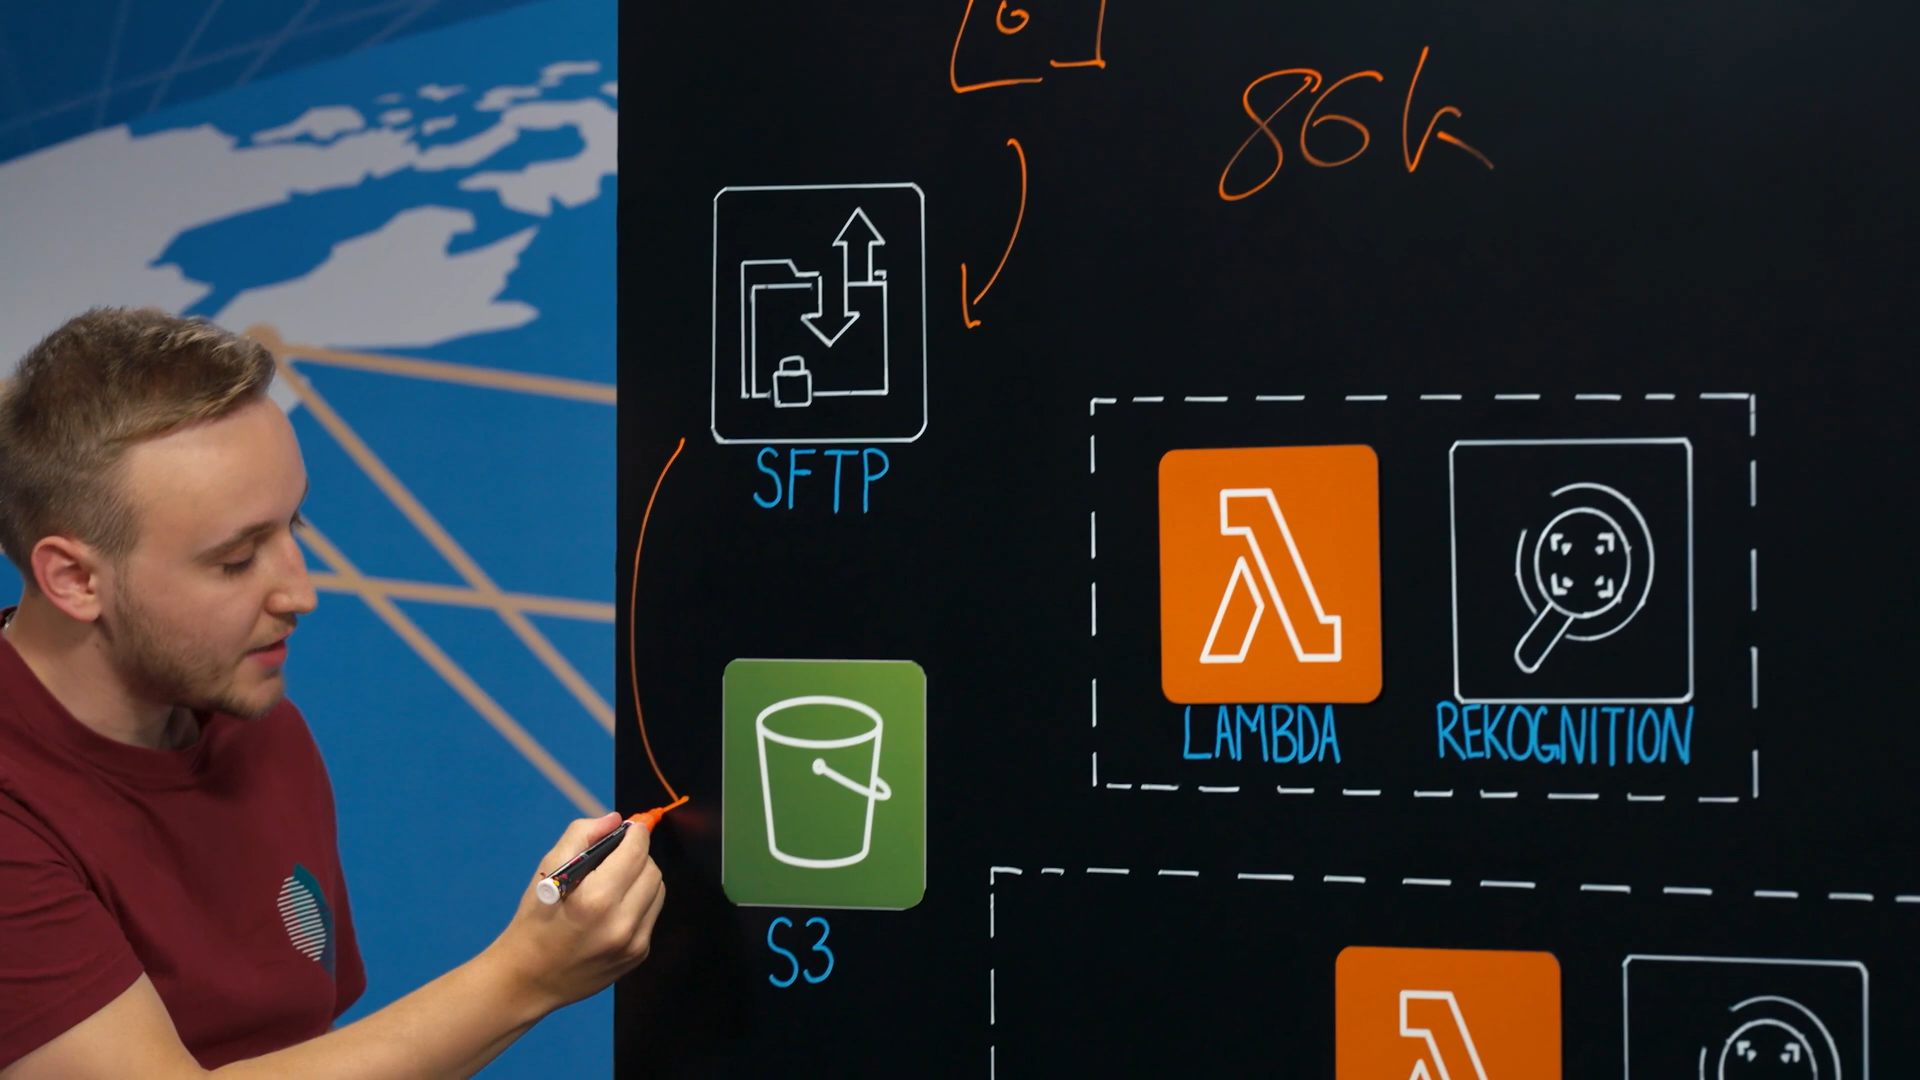 86k
SFTP
LAMBDA
REKOGNITION
S3